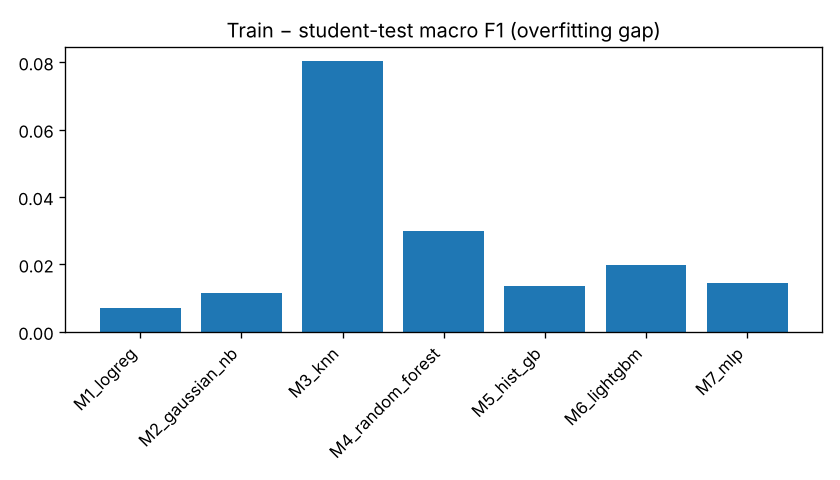 Train − student-test macro F1 (overfitting gap)
0.08
0.06
0.04
0.02
0.00
M1_logreg
M2_gaussian_nb
M3_knn
M4_random_forest
M5_hist_gb
M6_lightgbm
M7_mlp